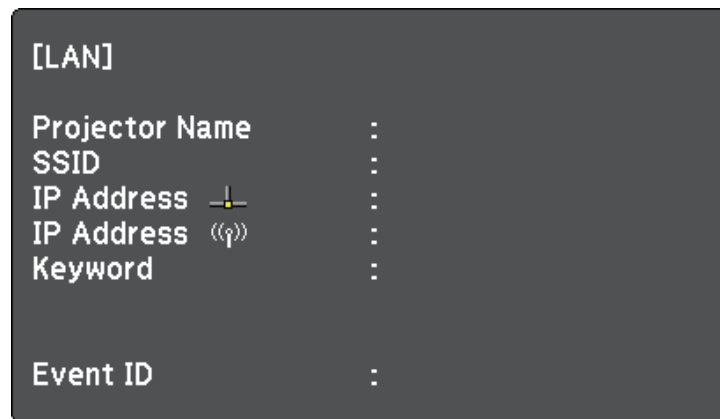 [LAN]
Projector Name :
SSID :
IP Address :
IP Address :
Keyword :
Event ID :